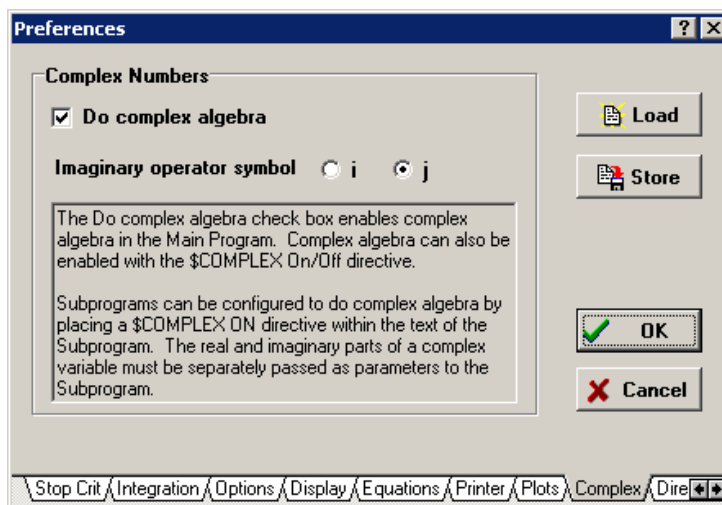 Preferences
Complex Numbers
Do complex algebra
Imaginary operator symbol i j
The Do complex algebra check box enables complex
algebra in the Main Program. Complex algebra can also be
enabled with the $COMPLEX On/Off directive.
Subprograms can be configured to do complex algebra by
placing a $COMPLEX ON directive within the text of the
Subprogram. The real and imaginary parts of a complex
variable must be separately passed as parameters to the
Subprogram.
Load
Store
OK
Cancel
Stop Crit Integration Options Display Equations Printer Plots Complex Dire